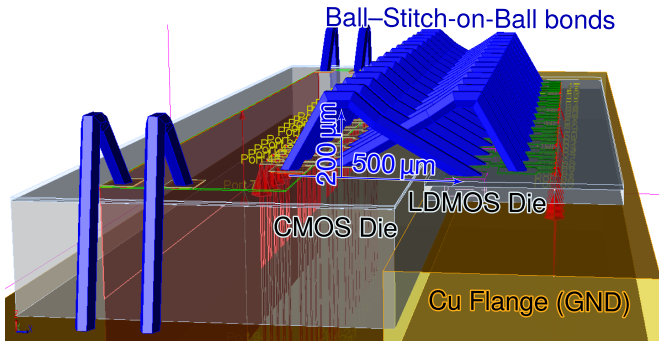 Ball–Stitch-on-Ball bonds
200 μm
500 μm
LDMOS Die
CMOS Die
Cu Flange (GND)